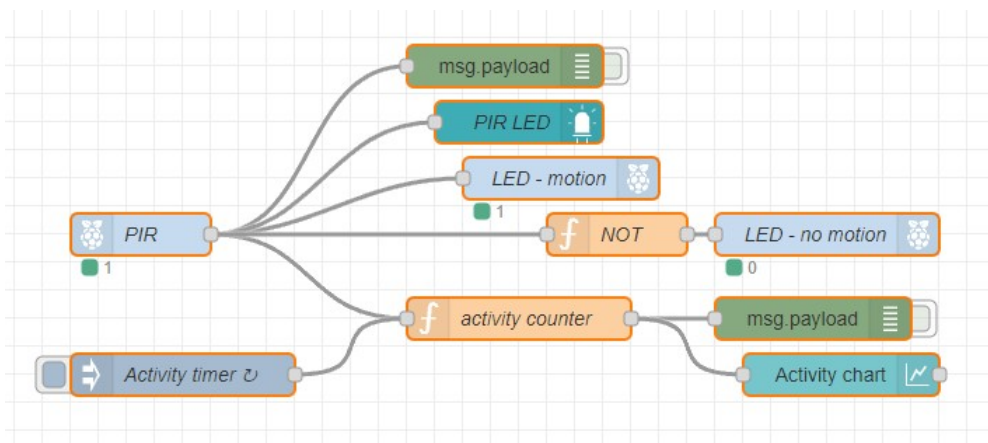 msg.payload
PIR LED
LED - motion
1
PIR
1
NOT
LED - no motion
0
activity counter
msg.payload
Activity timer ↻
Activity chart